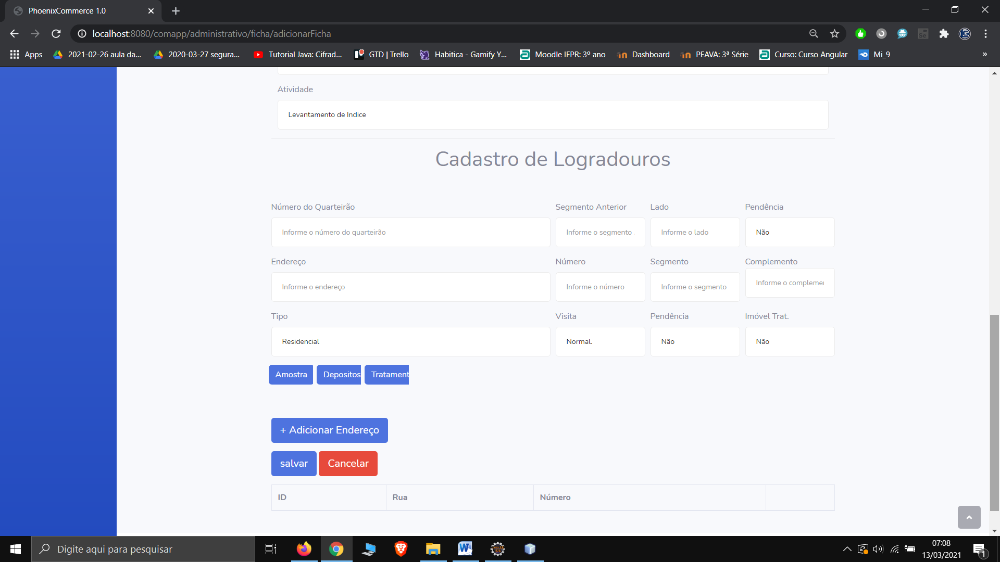 PhoenixCommerce 1.0
localhost:8080/comapp/administrativo/ficha/adicionarFicha
Apps 2021-02-26 aula da... 2020-03-27 segura... Tutorial Java: Cifrad... GTD | Trello Habitica - Gamify Y... Moodle IFPR: 3º ano Dashboard PEAVA: 3ª Série Curso: Curso Angular Mi_9 »
Atividade
Levantamento de Indice
Cadastro de Logradouros
Número do Quarteirão Segmento Anterior Lado Pendência
Informe o número do quarteirão Informe o segmento Informe o lado Não
Endereço Número Segmento Complemento
Informe o endereço Informe o número Informe o segmento Informe o complemen
Tipo Visita Pendência Imóvel Trat.
Residencial Normal. Não Não
Amostra Depositos Tratament
+ Adicionar Endereço
salvar Cancelar
ID Rua Número
Digite aqui para pesquisar
07:08
13/03/2021
1